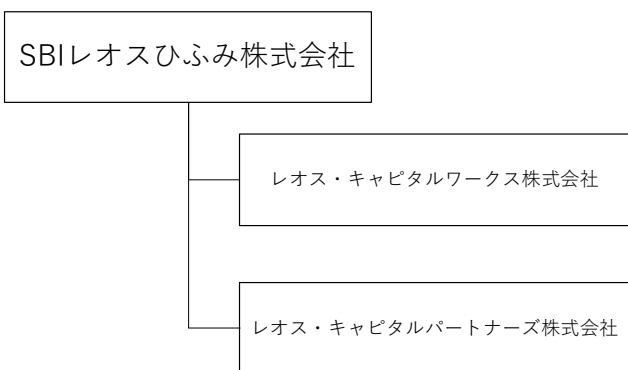 SBIレオスひふみ株式会社
レオス・キャピタルワークス株式会社
レオス・キャピタルパートナーズ株式会社